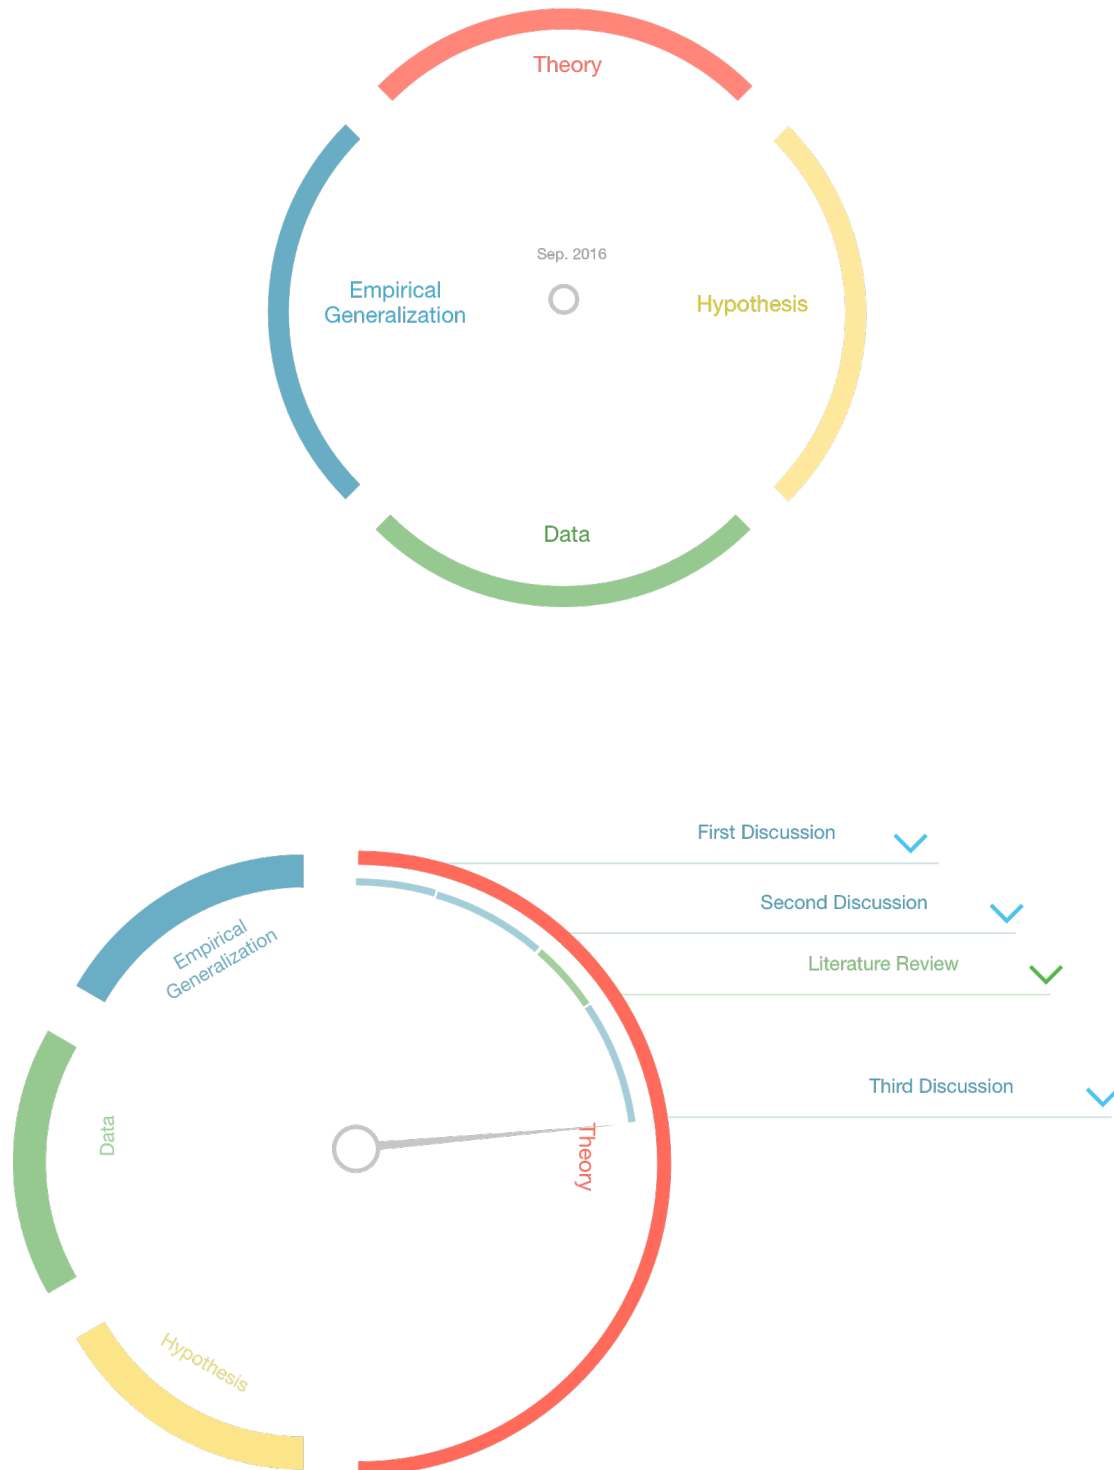 Theory
Sep. 2016
Empirical
Generalization
Hypothesis
Data
First Discussion
Second Discussion
Literature Review
Third Discussion
Empirical
Generalization
Data
Theory
Hypothesis